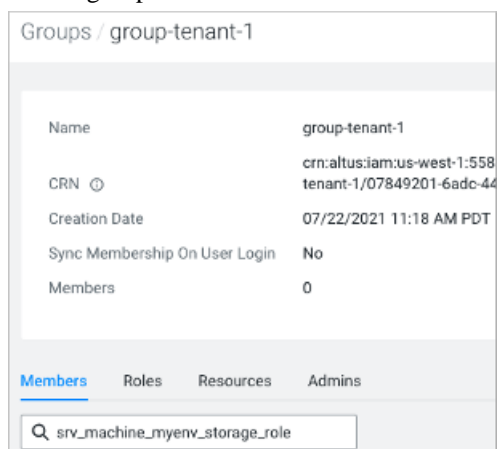 Groups / group-tenant-1
Name group-tenant-1
CRN crn:altus:iam:us-west-1:558
tenant-1/07849201-6adc-44
Creation Date 07/22/2021 11:18 AM PDT
Sync Membership On User Login No
Members 0
Members Roles Resources Admins
srv_machine_myenv_storage_role